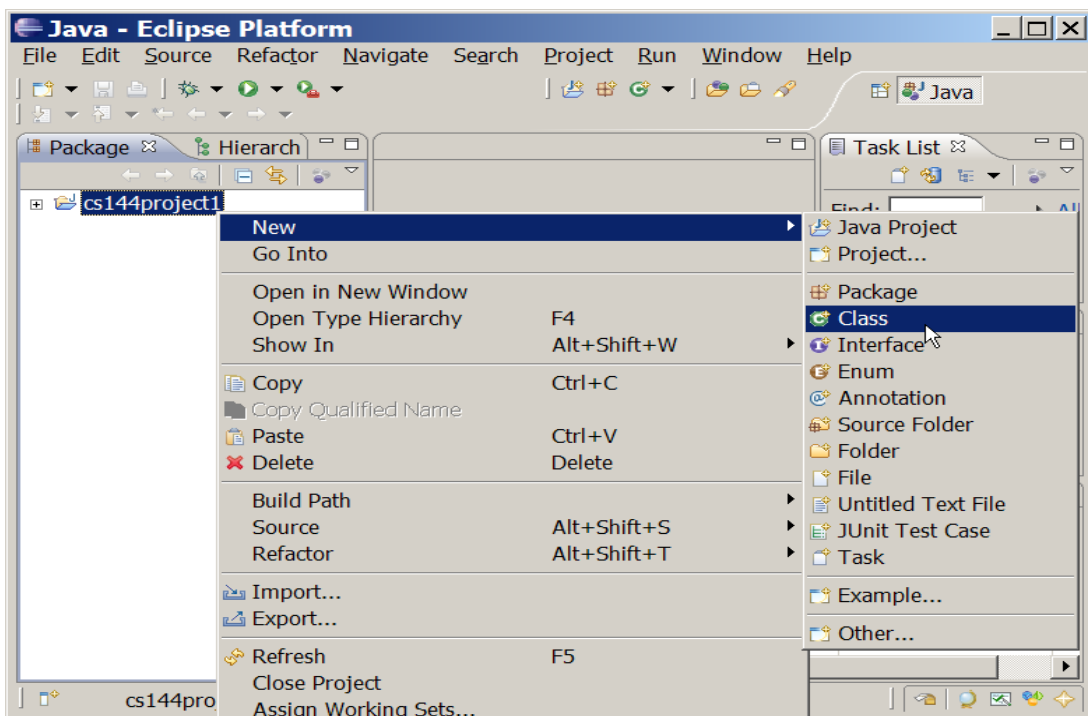 Java - Eclipse Platform
File Edit Source Refactor Navigate Search Project Run Window Help
Java
Package Hierarch
Task List
cs144project1
Find: All
New
Go Into
Open in New Window
Open Type Hierarchy F4
Show In Alt+Shift+W
Copy Ctrl+C
Copy Qualified Name
Paste Ctrl+V
Delete Delete
Build Path
Source Alt+Shift+S
Refactor Alt+Shift+T
Import...
Export...
Refresh F5
Close Project
Assign Working Sets...
Java Project
Project...
Package
Class
Interface
Enum
Annotation
Source Folder
Folder
File
Untitled Text File
JUnit Test Case
Task
Example...
Other...
cs144pro